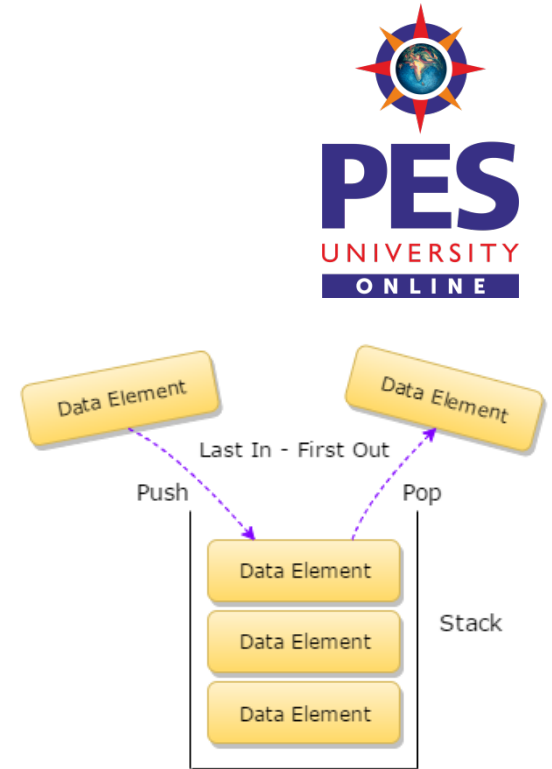 PES
UNIVERSITY
ONLINE
Data Element
Data Element
Last In - First Out
Push
Pop
Data Element
Stack
Data Element
Data Element